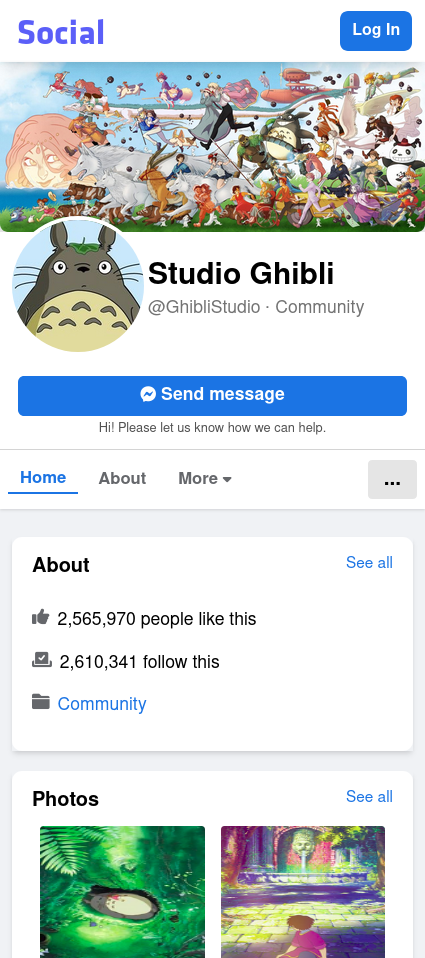 Social
Log In
Studio Ghibli
@GhibliStudio · Community
Send message
Hi! Please let us know how we can help.
Home
About
More
...
About
See all
2,565,970 people like this
2,610,341 follow this
Community
Photos
See all